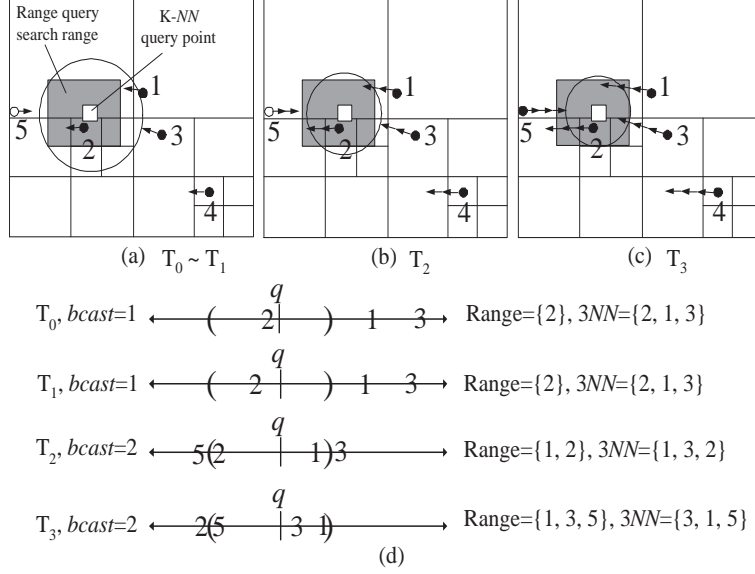 Range query
search range
K-NN
query point
1
5
2
3
4
(a) T0 ~ T1
1
5
2
3
4
(b) T2
1
5
2
3
4
(c) T3
q
T0, bcast=1 ( 2 ) 1 3 Range={2}, 3NN={2, 1, 3}
q
T1, bcast=1 ( 2 ) 1 3 Range={2}, 3NN={2, 1, 3}
q
T2, bcast=2 5(2 1)3 Range={1, 2}, 3NN={1, 3, 2}
q
T3, bcast=2 2(5 3 1) Range={1, 3, 5}, 3NN={3, 1, 5}
(d)